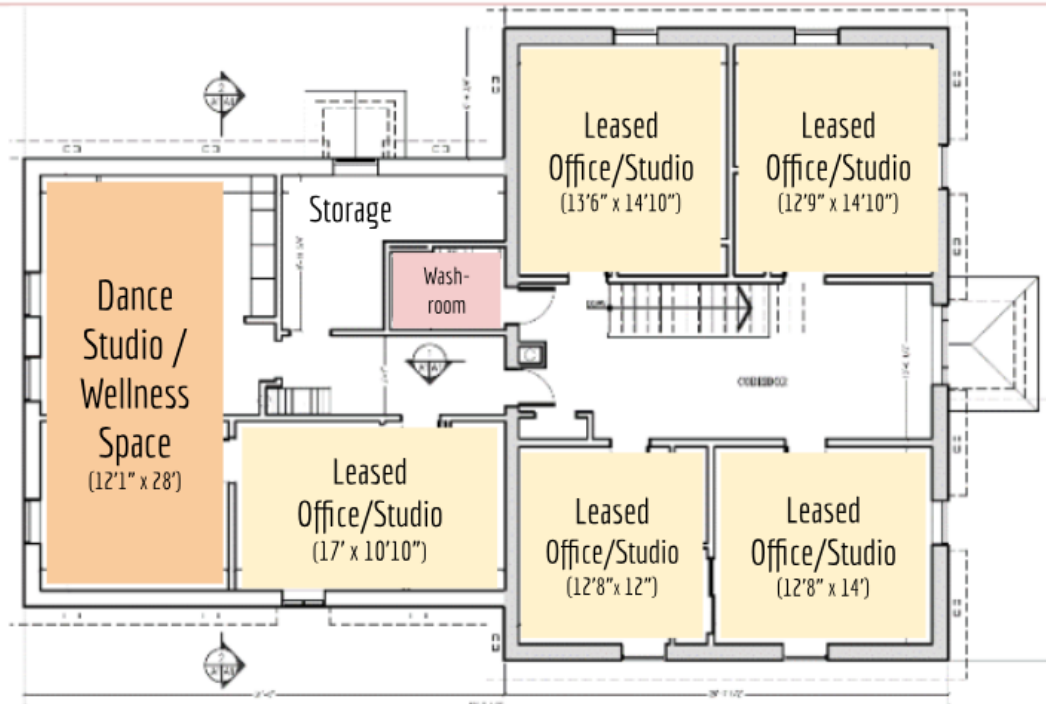 Leased
Office/Studio
(13'6" x 14'10")
Leased
Office/Studio
(12'9" x 14'10")
Storage
Wash-
room
Dance
Studio /
Wellness
Space
(12'1" x 28')
CORRIDOR
Leased
Office/Studio
(17' x 10'10")
Leased
Office/Studio
(12'8"x 12")
Leased
Office/Studio
(12'8" x 14')